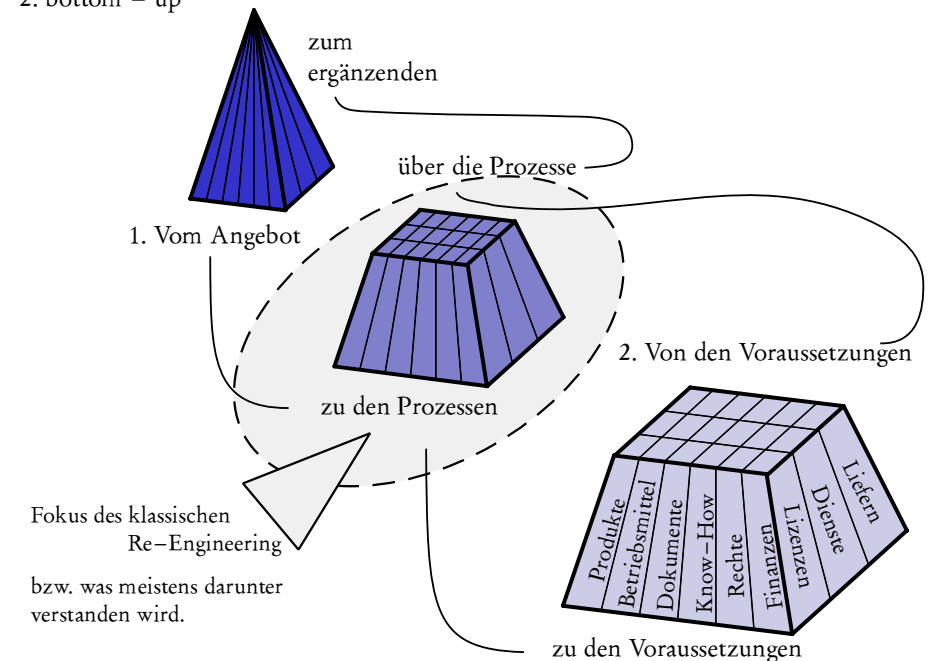 2. bottom – up
zum
ergänzenden
über die Prozesse
1. Vom Angebot
2. Von den Voraussetzungen
zu den Prozessen
Produkte
Betriebsmittel
Dokumente
Know–How
Rechte
Finanzen
Lizenzen
Dienste
Liefern
Fokus des klassischen
Re–Engineering
bzw. was meistens darunter
verstanden wird.
zu den Voraussetzungen